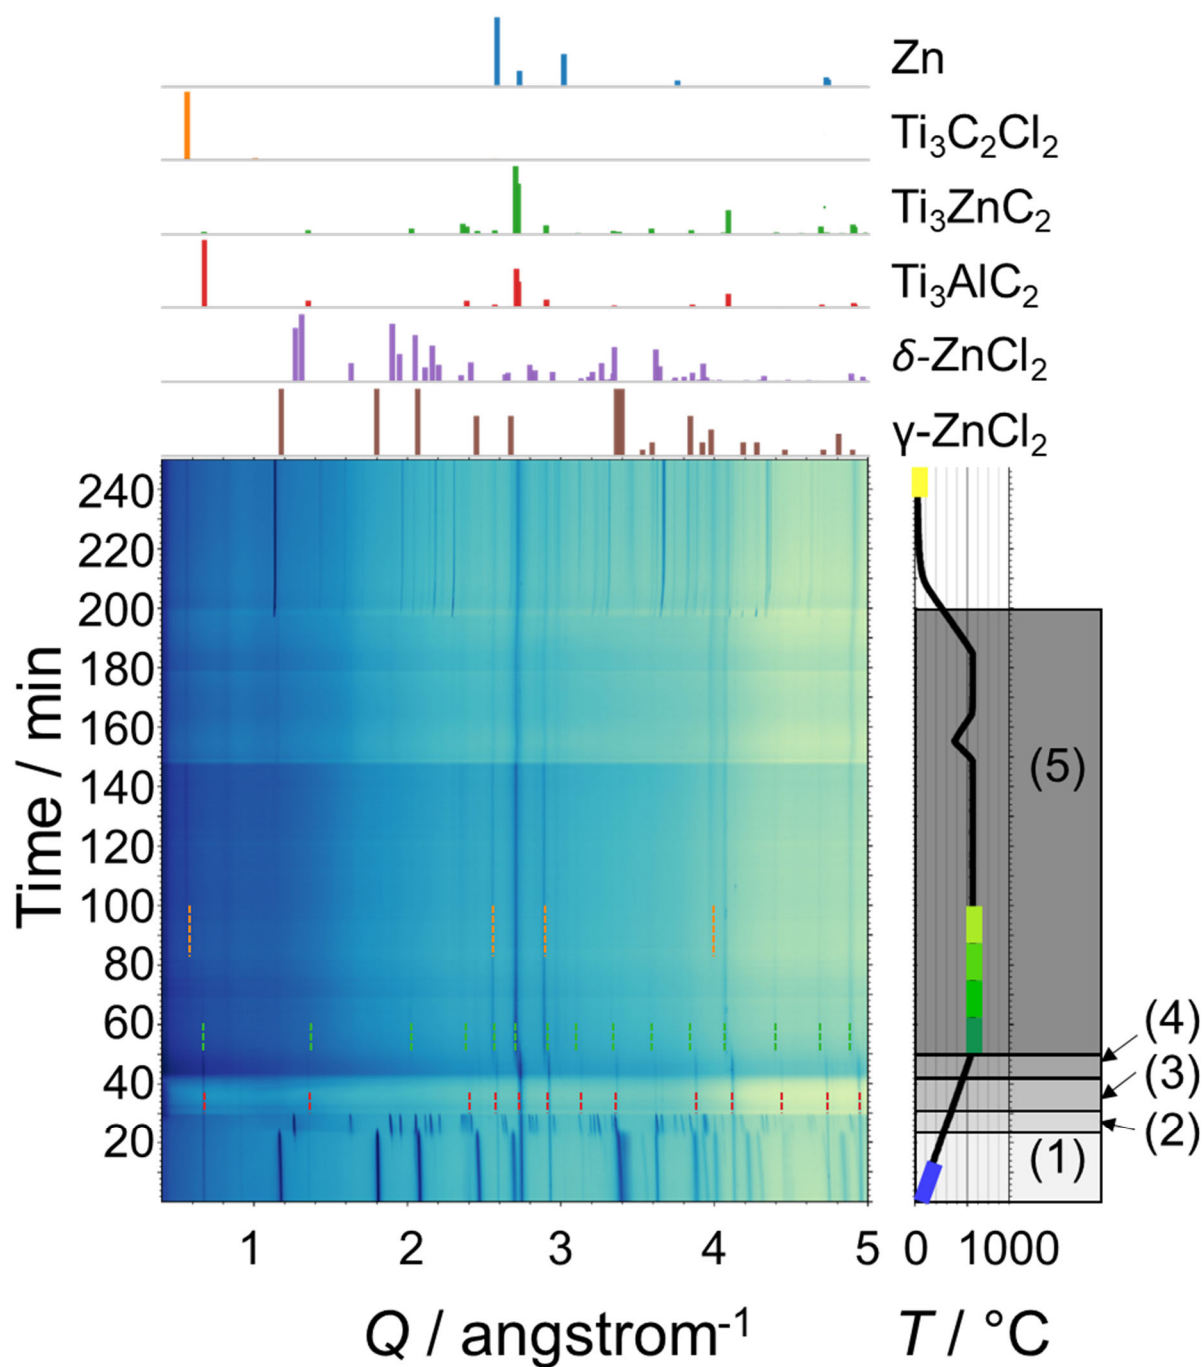 Zn
Ti₃C₂Cl₂
Ti₃ZnC₂
Ti₃AlC₂
δ-ZnCl₂
γ-ZnCl₂
240
220
200
180
160
140
120
100
80
60
40
20
Time / min
(5)
(4)
(3)
(2)
(1)
1 2 3 4 5
0 1000
Q / angstrom⁻¹
T / °C